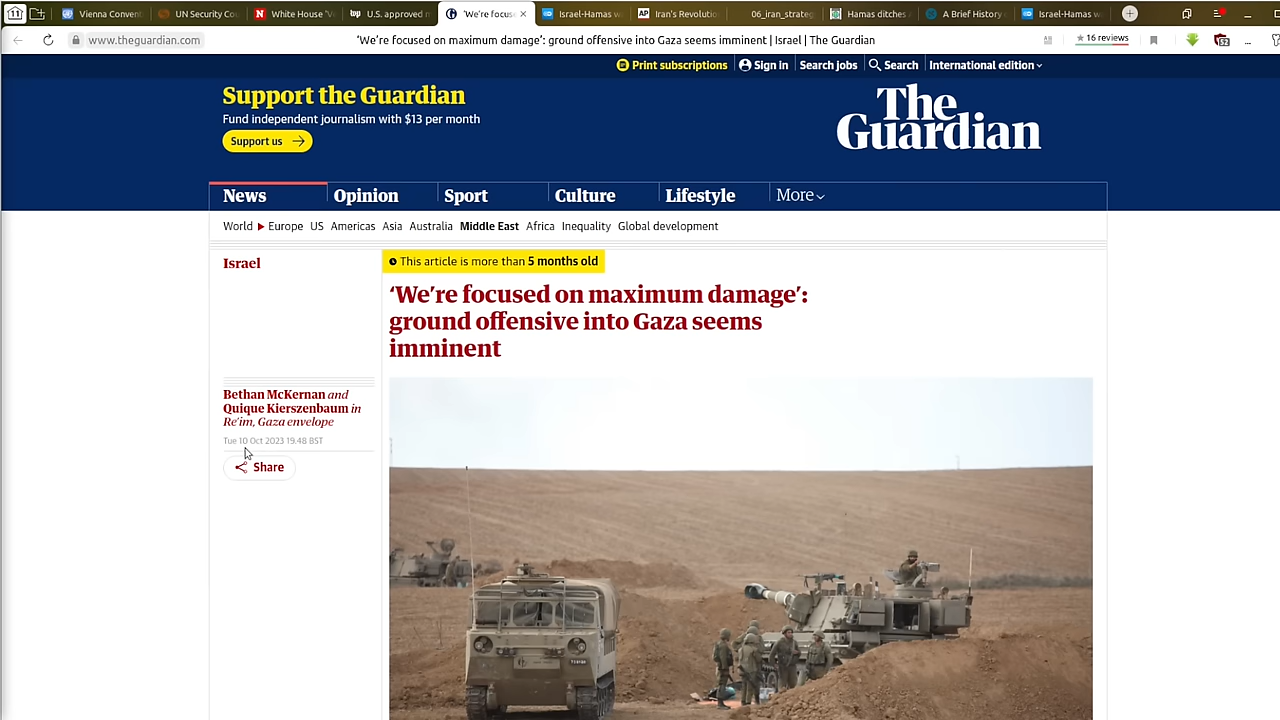 11
Vienna Convent
UN Security Co
White House 'V
U.S. approved m
'We're focuse
Israel-Hamas w
AP
Iran's Revolutio
06_iran_strateg
Hamas ditches
A Brief History
Israel-Hamas w
www.theguardian.com
'We're focused on maximum damage': ground offensive into Gaza seems imminent | Israel | The Guardian
16 reviews
Print subscriptions
Sign in
Search jobs
Search
International edition
Support the Guardian
Fund independent journalism with $13 per month
Support us
The
Guardian
News
Opinion
Sport
Culture
Lifestyle
More
World
Europe
US
Americas
Asia
Australia
Middle East
Africa
Inequality
Global development
Israel
This article is more than 5 months old
‘We’re focused on maximum damage’:
ground offensive into Gaza seems
imminent
Bethan McKernan and
Quique Kierszenbaum in
Re’im, Gaza envelope
Tue 10 Oct 2023 19.48 BST
Share